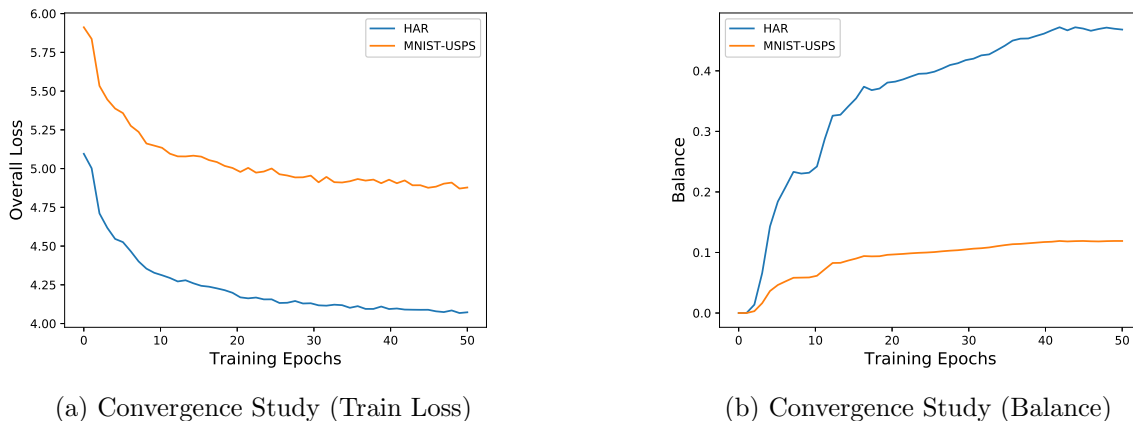 6.00
5.75
5.50
5.25
5.00
4.75
4.50
4.25
4.00
Overall Loss
0 10 20 30 40 50
Training Epochs
HAR
MNIST-USPS
(a) Convergence Study (Train Loss)
0.4
0.3
0.2
0.1
0.0
Balance
0 10 20 30 40 50
Training Epochs
HAR
MNIST-USPS
(b) Convergence Study (Balance)